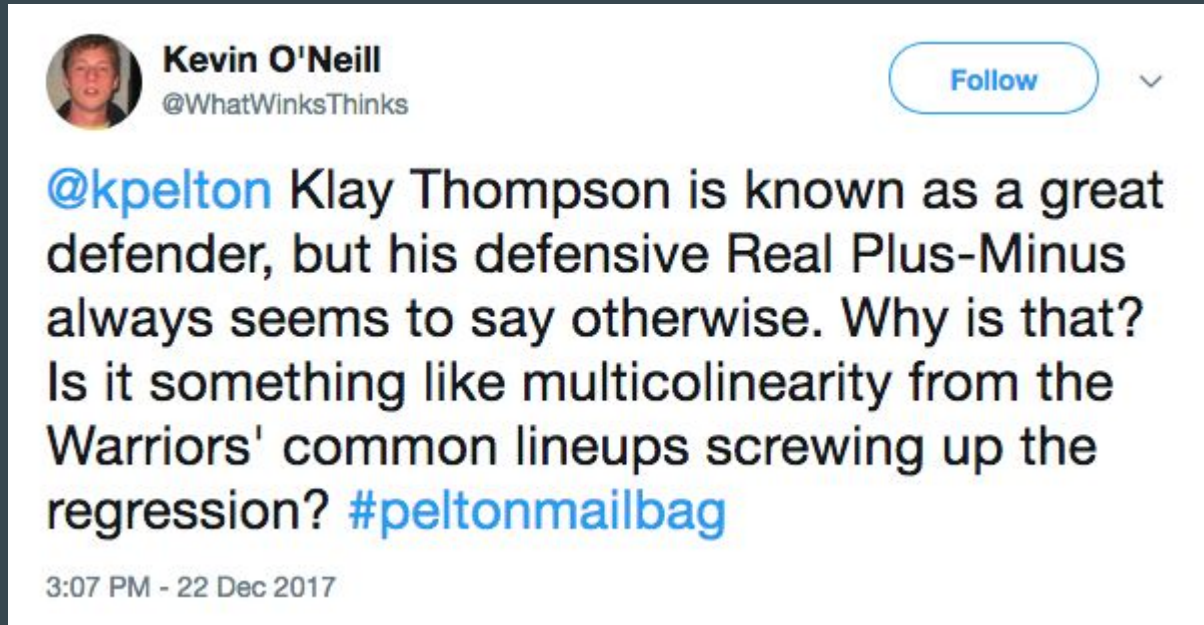 Kevin O'Neill
@WhatWinksThinks
Follow
@kpelton Klay Thompson is known as a great
defender, but his defensive Real Plus-Minus
always seems to say otherwise. Why is that?
Is it something like multicolinearity from the
Warriors' common lineups screwing up the
regression? #peltonmailbag
3:07 PM - 22 Dec 2017